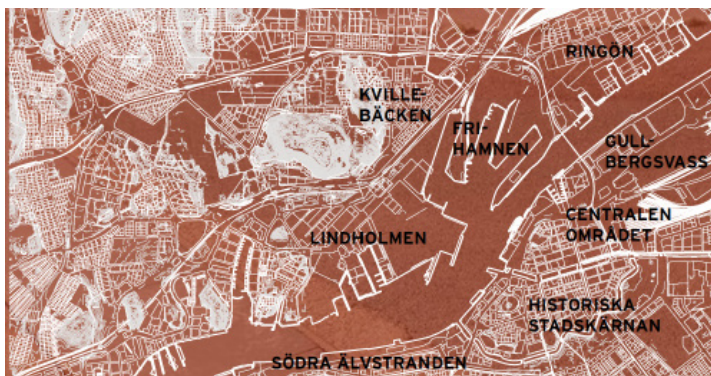 RINGÖN
KVILLE-
BÄCKEN
FRI-
HAMNEN
GULL-
BERGSVASS
CENTRALEN
OMRÅDET
LINDHOLMEN
HISTORISKA
STADSKÄRNAN
SÖDRA ÄLVSTRANDEN